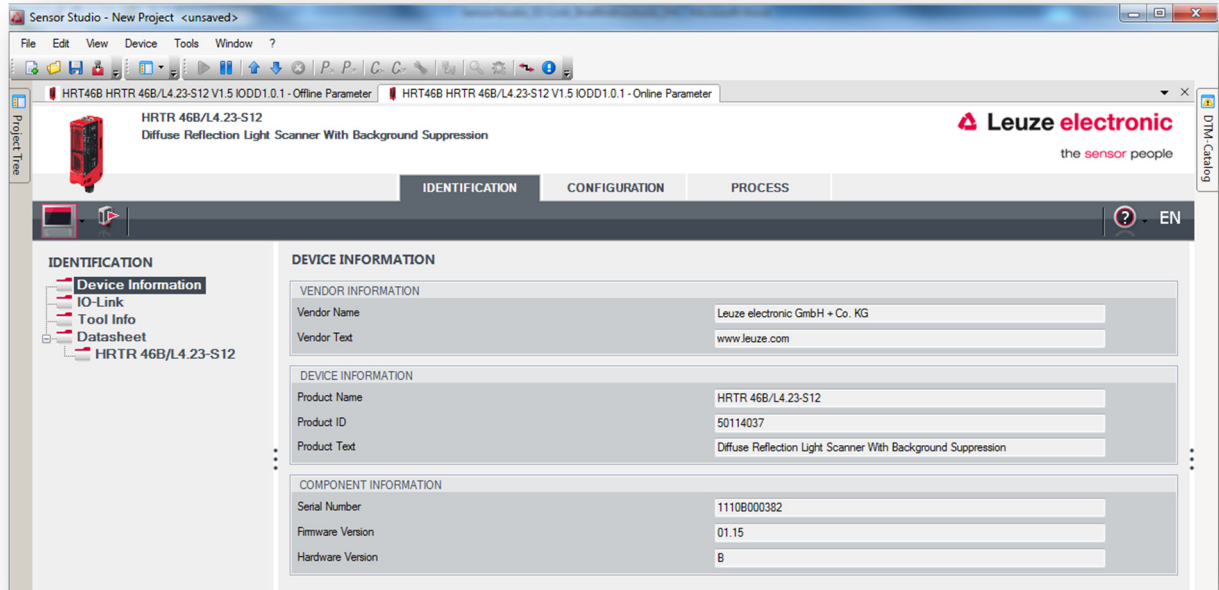 Sensor Studio - New Project <unsaved>
File Edit View Device Tools Window ?
HRT46B HRTR 46B/L4.23-S12 V1.5 IODD1.0.1 - Offline Parameter HRT46B HRTR 46B/L4.23-S12 V1.5 IODD1.0.1 - Online Parameter
Project Tree
DTM-Catalog
HRTR 46B/L4.23-S12
Diffuse Reflection Light Scanner With Background Suppression
Leuze electronic
the sensor people
IDENTIFICATION CONFIGURATION PROCESS
? EN
IDENTIFICATION
Device Information
IO-Link
Tool Info
Datasheet
HRTR 46B/L4.23-S12
DEVICE INFORMATION
VENDOR INFORMATION
Vendor Name Leuze electronic GmbH + Co. KG
Vendor Text www.leuze.com
DEVICE INFORMATION
Product Name HRTR 46B/L4.23-S12
Product ID 50114037
Product Text Diffuse Reflection Light Scanner With Background Suppression
COMPONENT INFORMATION
Serial Number 1110B000382
Firmware Version 01.15
Hardware Version B